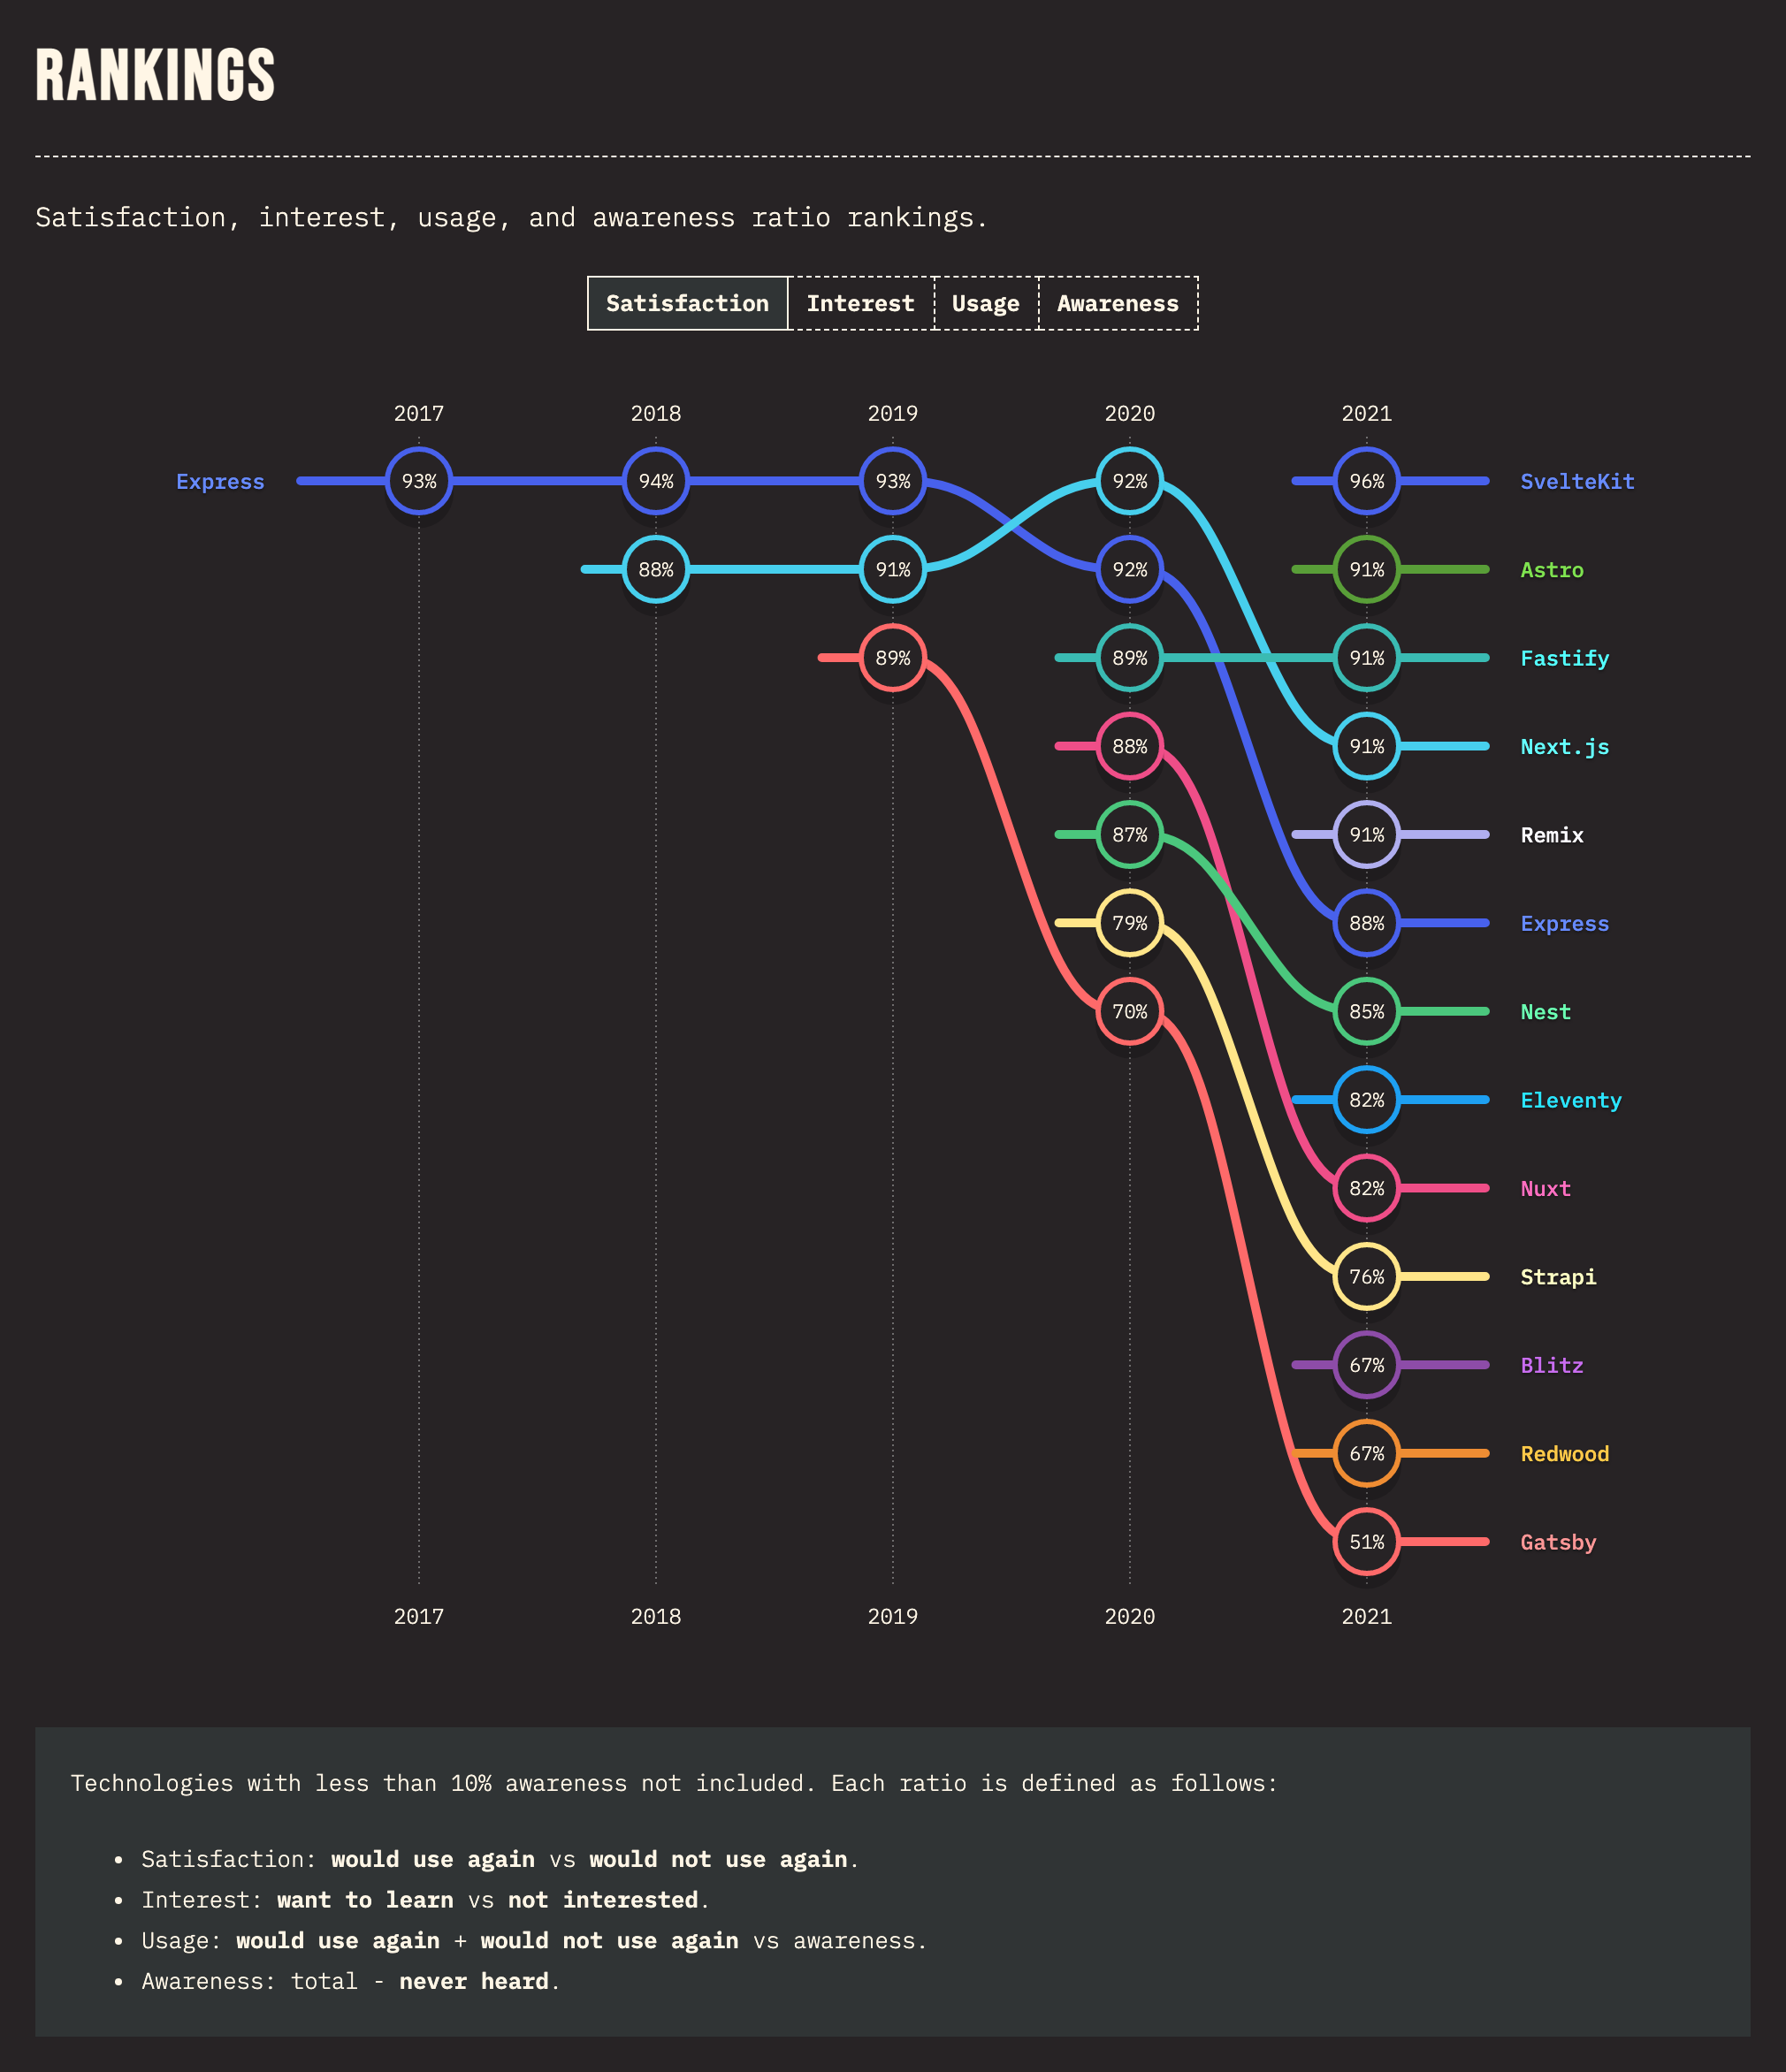 RANKINGS
Satisfaction, interest, usage, and awareness ratio rankings.
Satisfaction Interest Usage Awareness
2017 2018 2019 2020 2021
Express 93% 94% 93% 92% 96% SvelteKit
88% 91% 92% 91% Astro
89% 89% 91% Fastify
88% 91% Next.js
87% 91% Remix
79% 88% Express
70% 85% Nest
82% Eleventy
82% Nuxt
76% Strapi
67% Blitz
67% Redwood
51% Gatsby
2017 2018 2019 2020 2021
Technologies with less than 10% awareness not included. Each ratio is defined as follows:
• Satisfaction: would use again vs would not use again.
• Interest: want to learn vs not interested.
• Usage: would use again + would not use again vs awareness.
• Awareness: total - never heard.